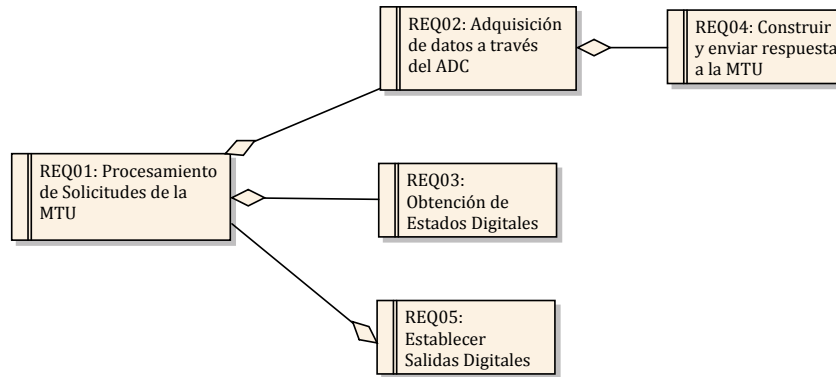 REQ02: Adquisición
de datos a través
del ADC
REQ04: Construir
y enviar respuesta
a la MTU
REQ01: Procesamiento
de Solicitudes de la
MTU
REQ03:
Obtención de
Estados Digitales
REQ05:
Establecer
Salidas Digitales